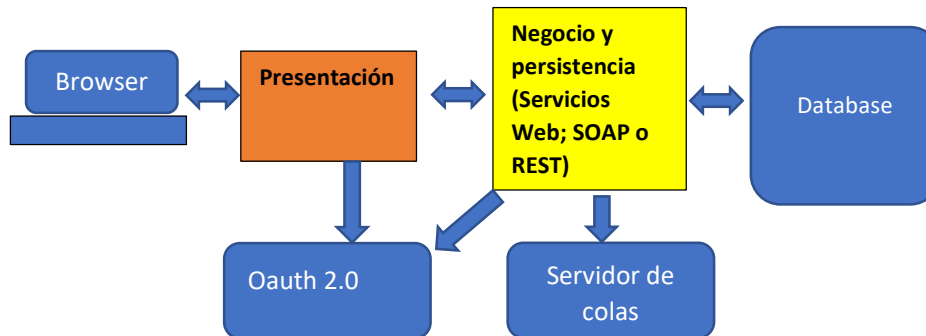 Browser
Presentación
Negocio y
persistencia
(Servicios
Web; SOAP o
REST)
Database
Oauth 2.0
Servidor de
colas